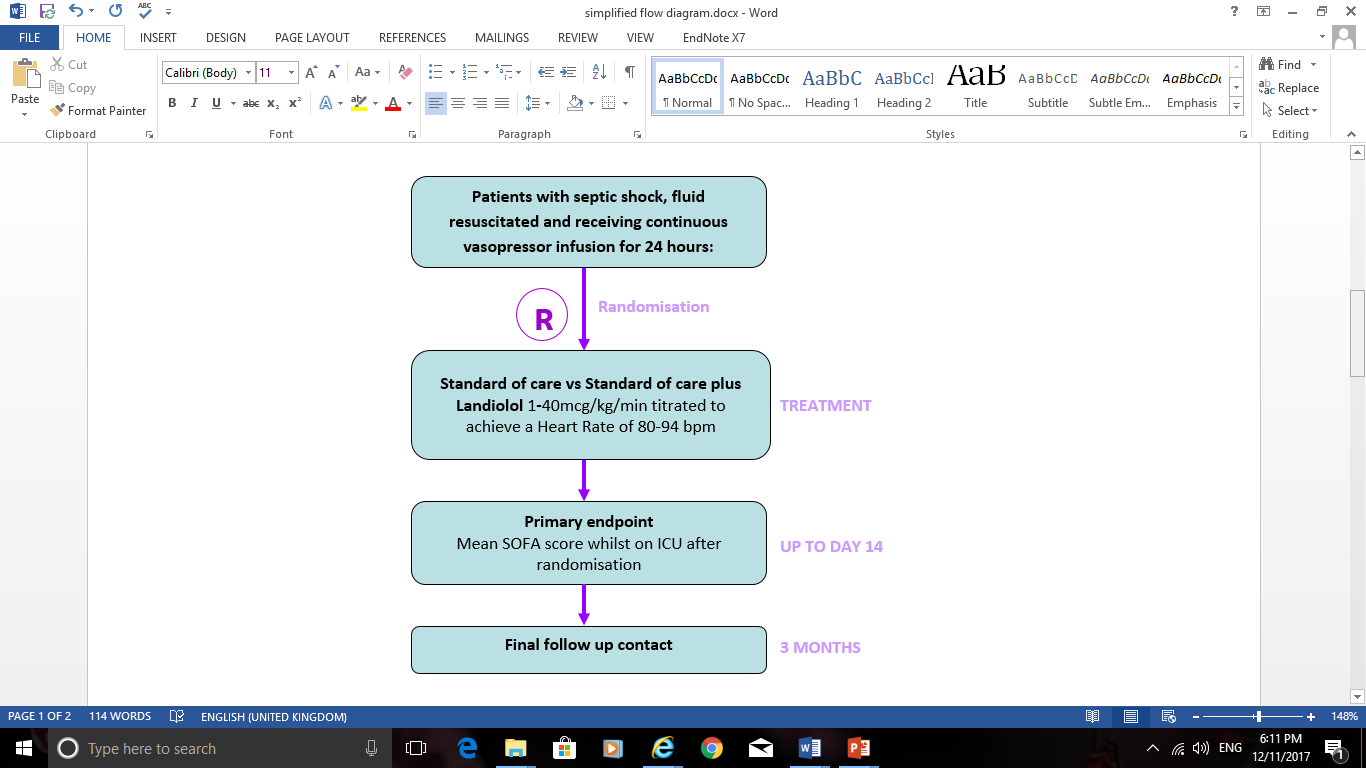 simplified flow diagram.docx - Word
FILE HOME INSERT DESIGN PAGE LAYOUT REFERENCES MAILINGS REVIEW VIEW EndNote X7
Paste
Cut
Copy
Format Painter
Clipboard
Calibri (Body) 11
Font
Paragraph
AaBbCcDc AaBbCcDc AaBbC AaBbCcI AaB AaBbCcD AaBbCcDc AaBbCcDc
¶ Normal ¶ No Spac... Heading 1 Heading 2 Title Subtitle Subtle Em... Emphasis
Styles
Find
Replace
Select
Editing
Patients with septic shock, fluid
resuscitated and receiving continuous
vasopressor infusion for 24 hours:
R
Randomisation
Standard of care vs Standard of care plus
Landiolol 1-40mcg/kg/min titrated to
achieve a Heart Rate of 80-94 bpm
TREATMENT
Primary endpoint
Mean SOFA score whilst on ICU after
randomisation
UP TO DAY 14
Final follow up contact
3 MONTHS
PAGE 1 OF 2 114 WORDS ENGLISH (UNITED KINGDOM) 148%
Type here to search
ENG
6:11 PM
12/11/2017
1